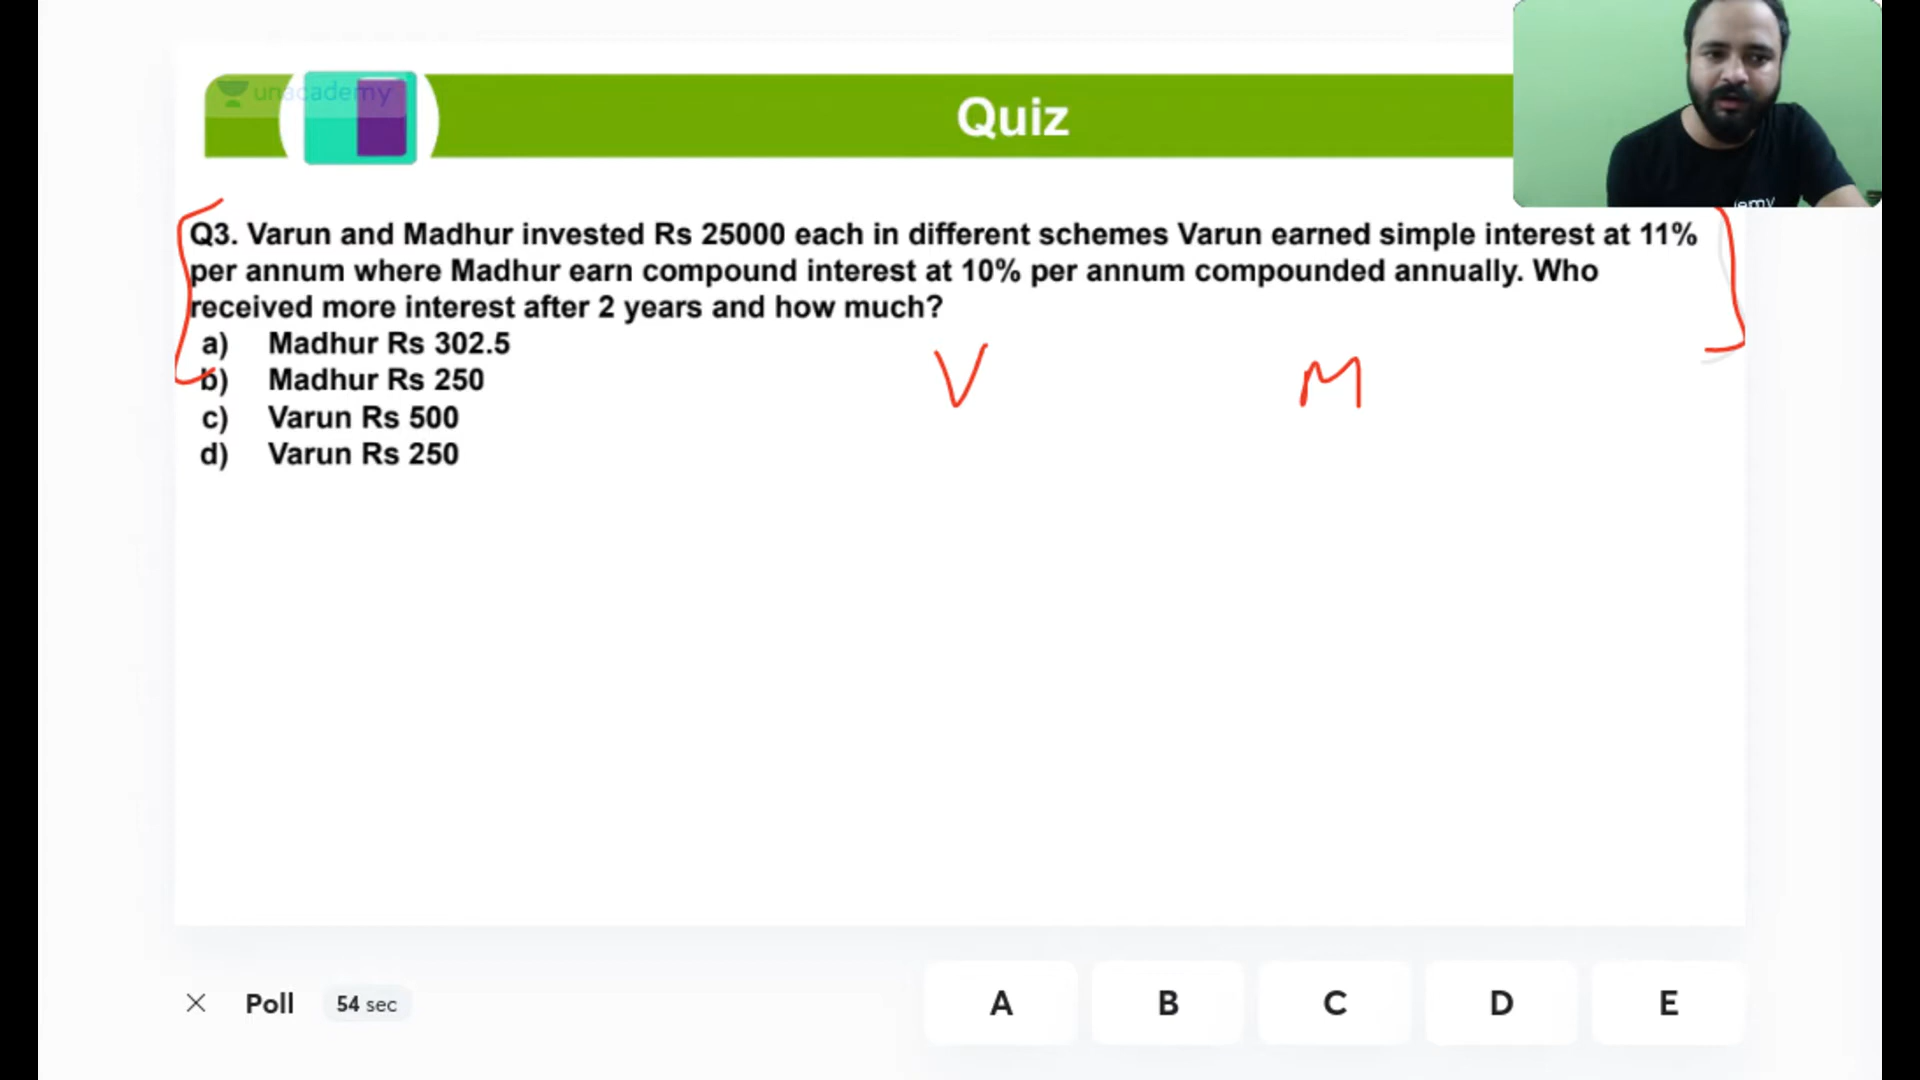 unacademy
Quiz
emy
Q3. Varun and Madhur invested Rs 25000 each in different schemes Varun earned simple interest at 11%
per annum where Madhur earn compound interest at 10% per annum compounded annually. Who
received more interest after 2 years and how much?
a) Madhur Rs 302.5
b) Madhur Rs 250
c) Varun Rs 500
d) Varun Rs 250
V M
Poll 54 sec A B C D E